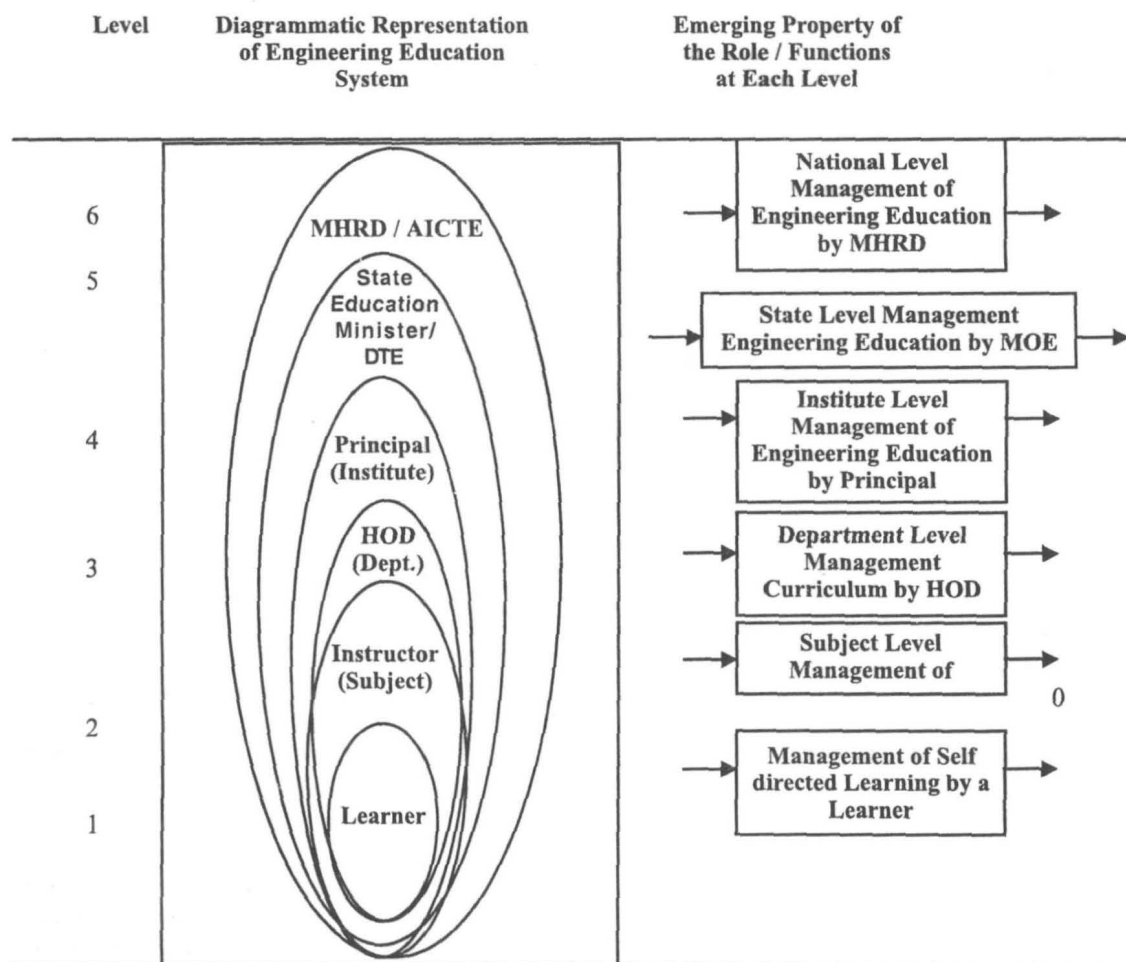 Level
Diagrammatic Representation
of Engineering Education
System
Emerging Property of
the Role / Functions
at Each Level
6
5
4
3
2
1
MHRD / AICTE
State
Education
Minister/
DTE
Principal
(Institute)
HOD
(Dept.)
Instructor
(Subject)
Learner
National Level
Management of
Engineering Education
by MHRD
State Level Management
Engineering Education by MOE
Institute Level
Management of
Engineering Education
by Principal
Department Level
Management
Curriculum by HOD
Subject Level
Management of
0
Management of Self
directed Learning by a
Learner